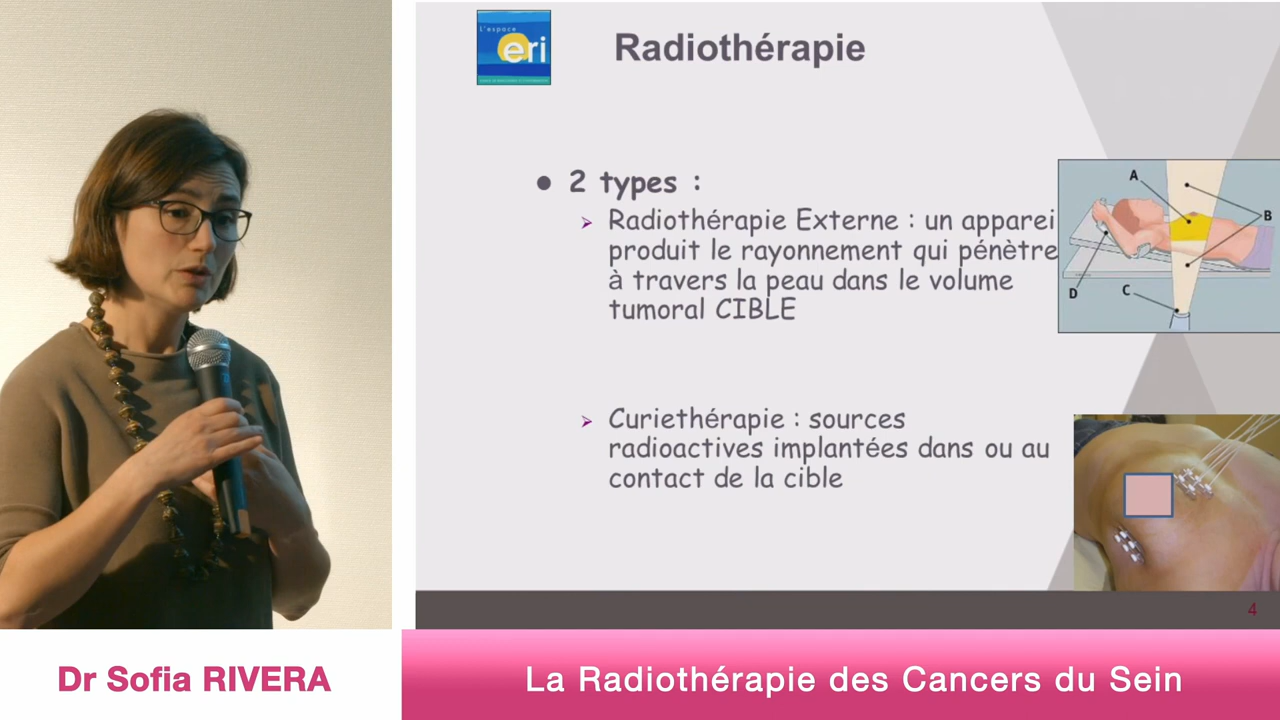 L'espace
eri
Radiothérapie
● 2 types :
➢ Radiothérapie Externe : un apparei
produit le rayonnement qui pénètre
à travers la peau dans le volume
tumoral CIBLE
A
B
C
D
➢ Curiethérapie : sources
radioactives implantées dans ou au
contact de la cible
4
Dr Sofia RIVERA
La Radiothérapie des Cancers du Sein